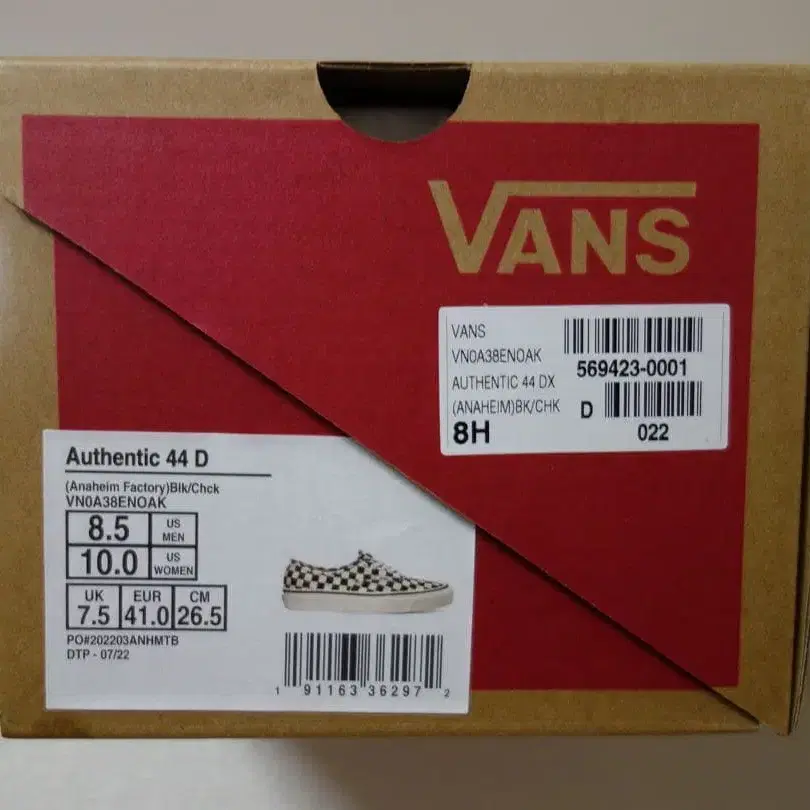 VANS
VANS
VN0A38ENOAK
AUTHENTIC 44 DX
(ANAHEIM)BK/CHK
8H
569423-0001
D
022
Authentic 44 D
(Anaheim Factory)Blk/Chck
VN0A38ENOAK
8.5 US MEN
10.0 US WOMEN
UK EUR CM
7.5 41.0 26.5
PO#202203ANHMTB
DTP - 07/22
1 91163 36297 2